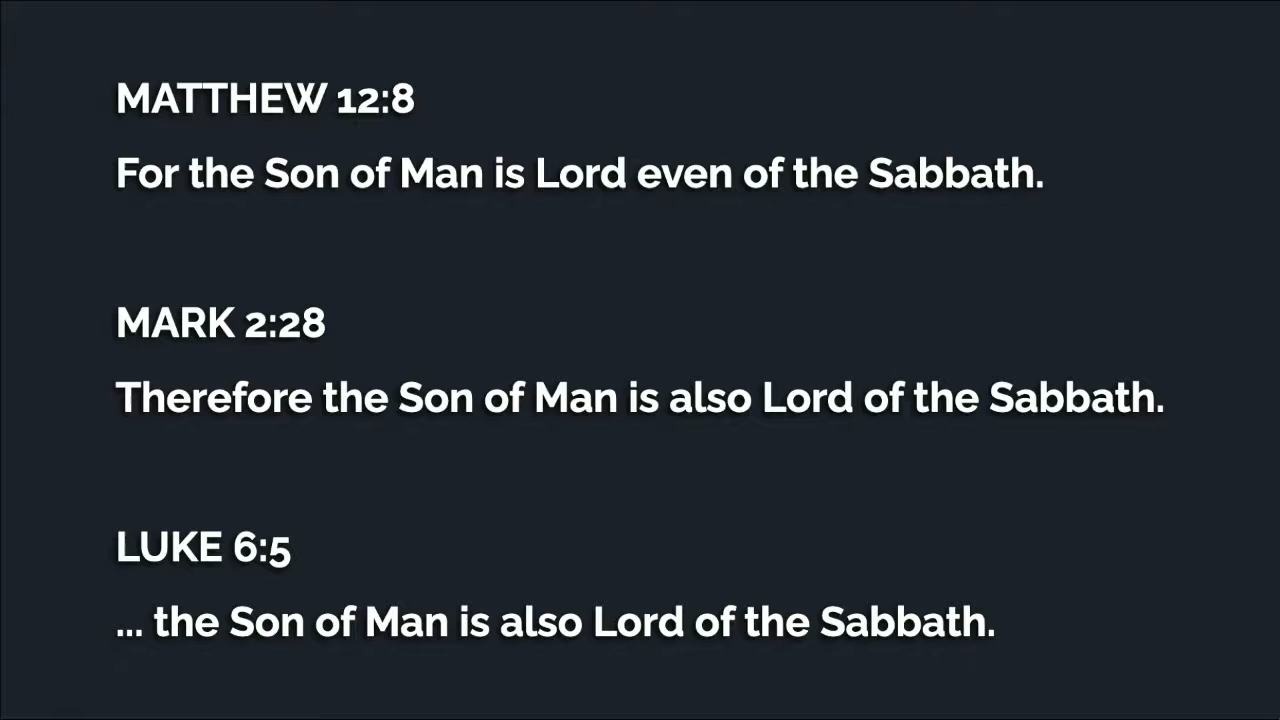 MATTHEW 12:8
For the Son of Man is Lord even of the Sabbath.
MARK 2:28
Therefore the Son of Man is also Lord of the Sabbath.
LUKE 6:5
... the Son of Man is also Lord of the Sabbath.